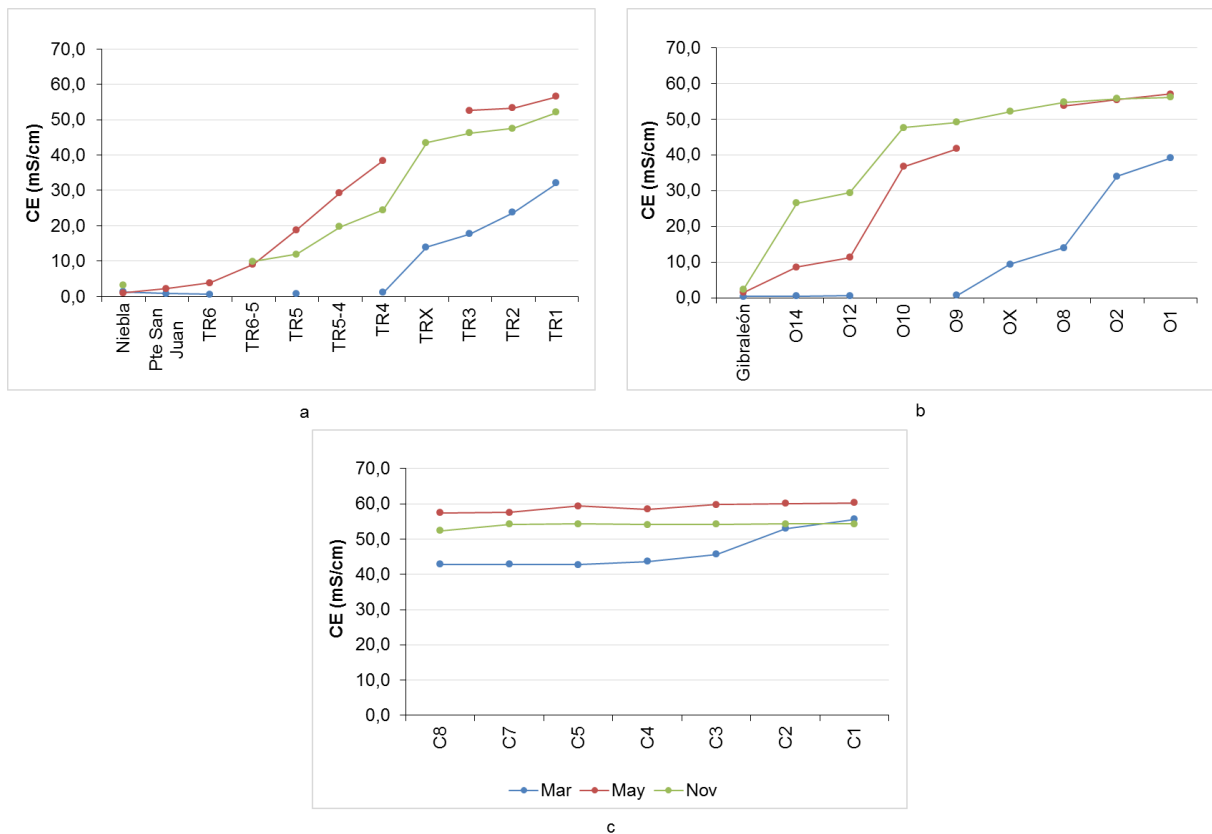 70,0
60,0
50,0
40,0
30,0
20,0
10,0
0,0
CE (mS/cm)
Niebla
Pte San
Juan
TR6
TR6-5
TR5
TR5-4
TR4
TRX
TR3
TR2
TR1
a
70,0
60,0
50,0
40,0
30,0
20,0
10,0
0,0
CE (mS/cm)
Gibraleón
O14
O12
O10
O9
OX
O8
O2
O1
b
70,0
60,0
50,0
40,0
30,0
20,0
10,0
0,0
CE (mS/cm)
C8
C7
C5
C4
C3
C2
C1
Mar May Nov
c